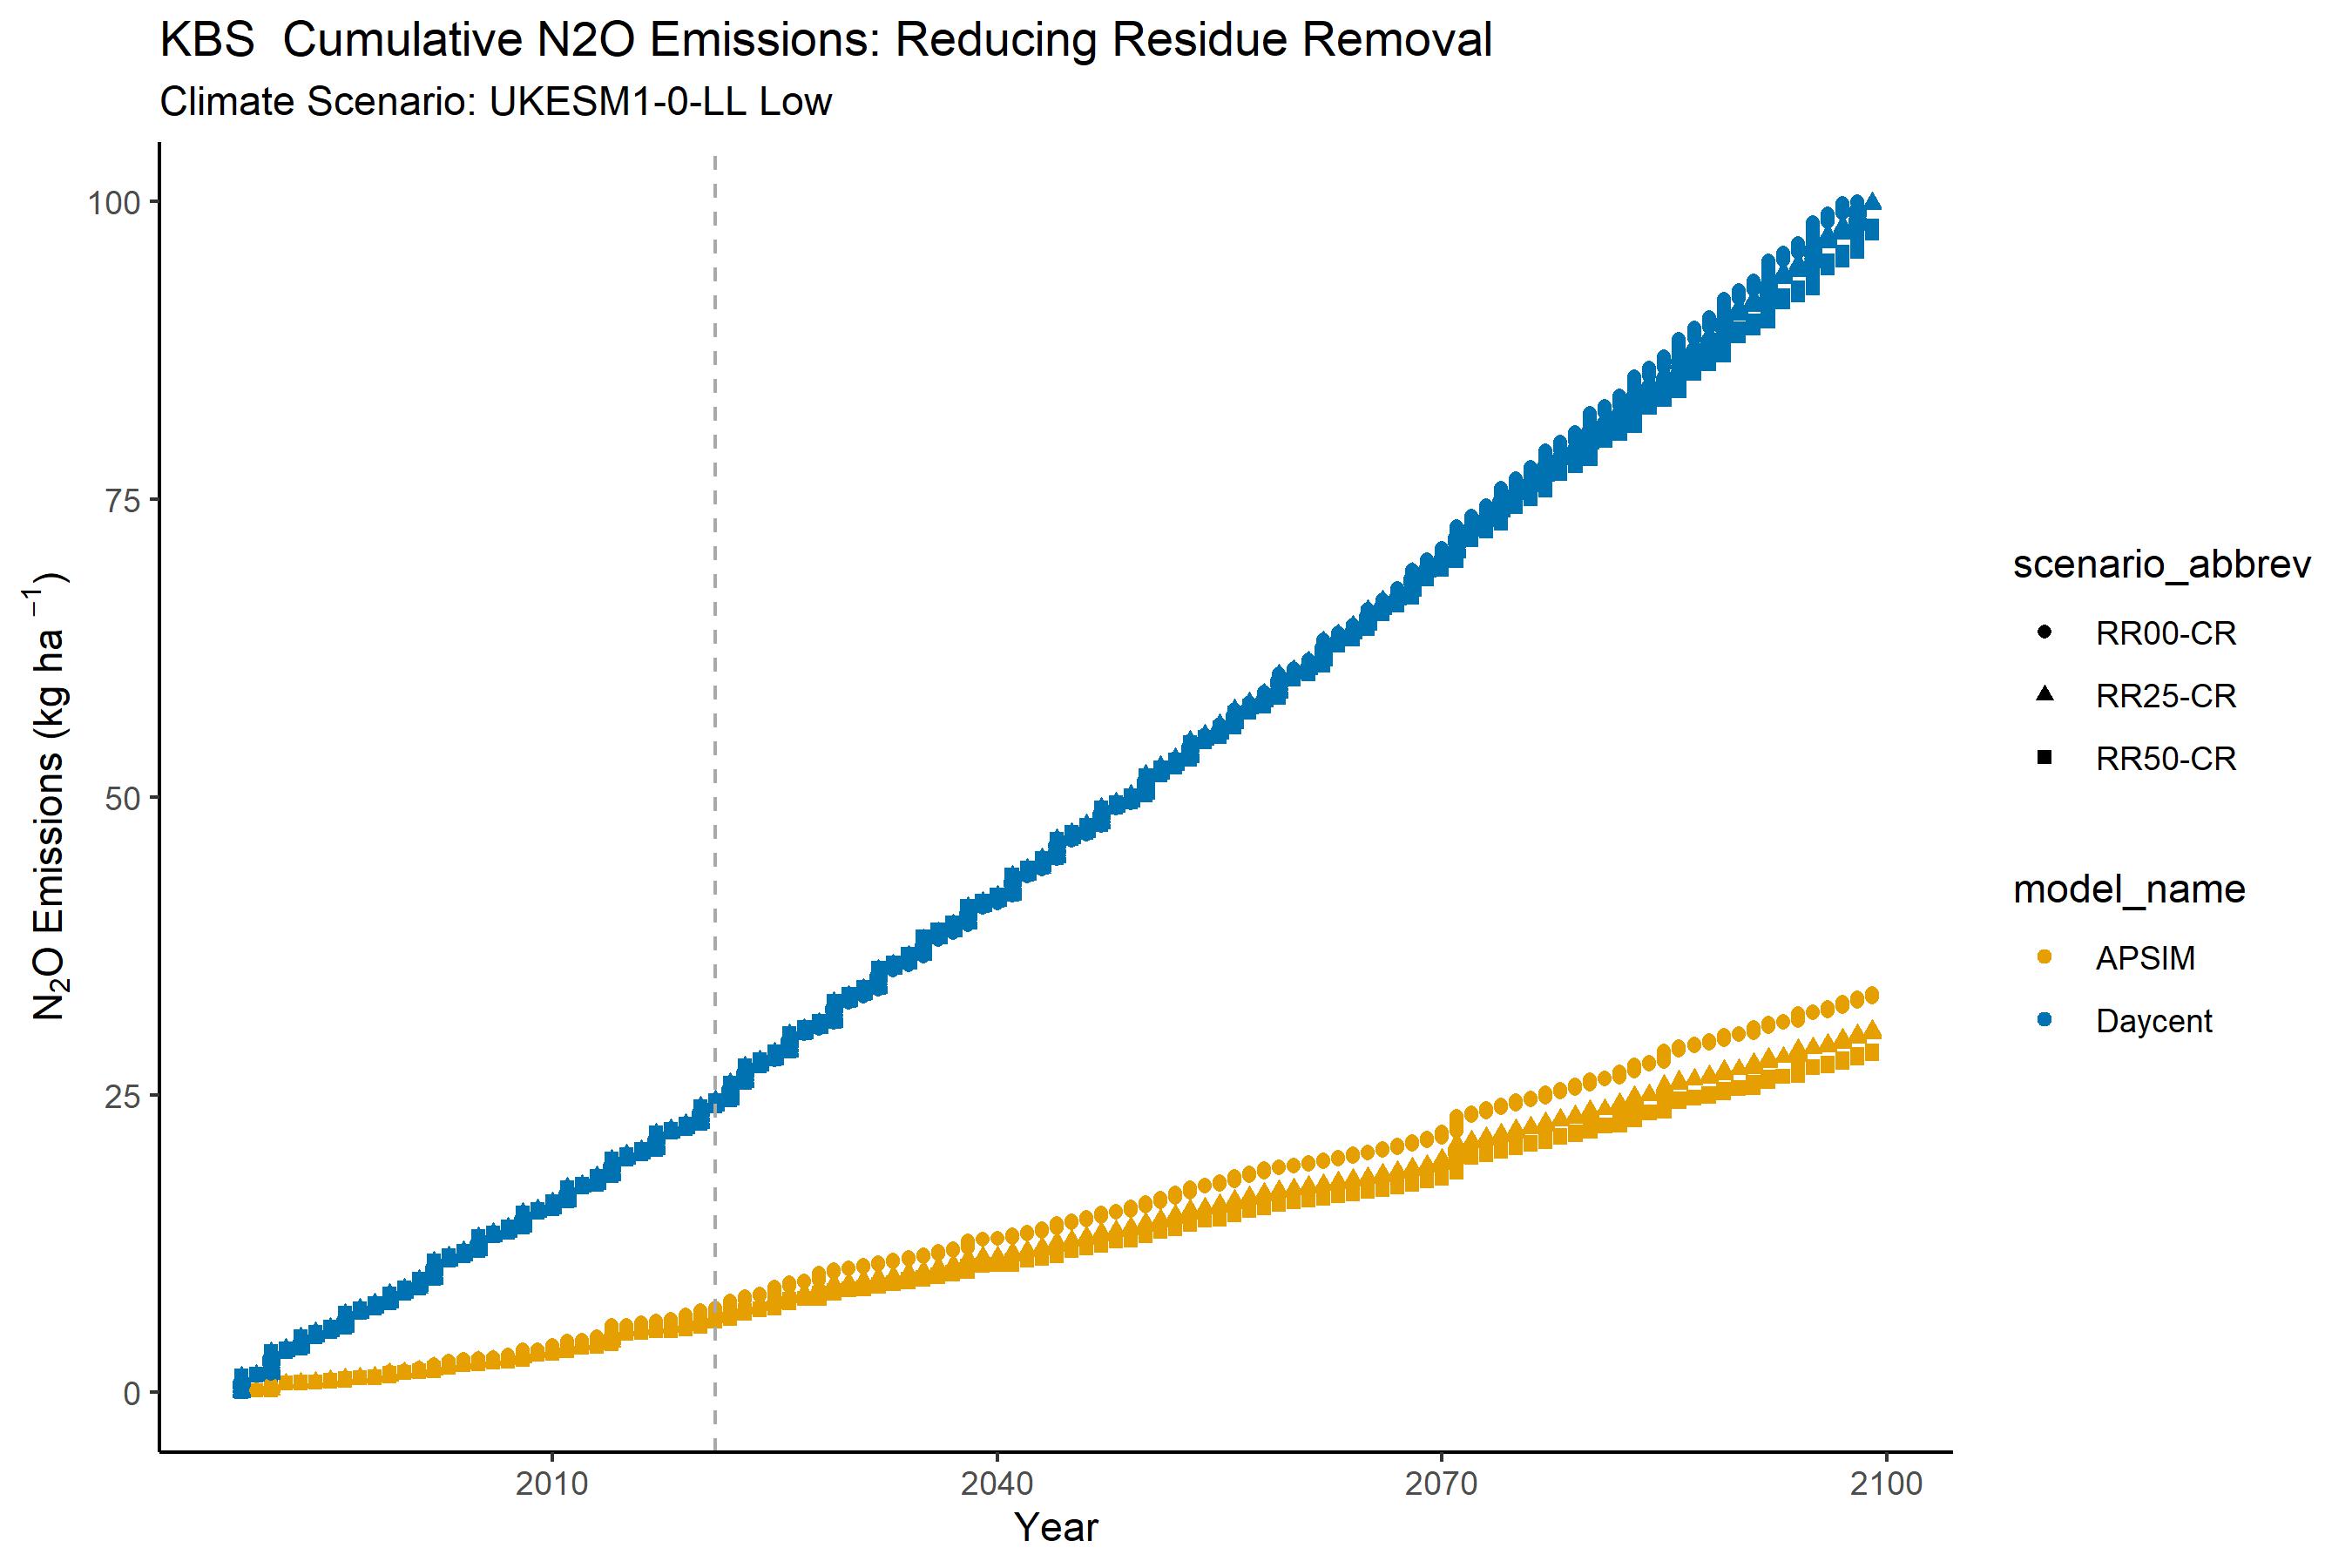 KBS  Cumulative N2O Emissions: Reducing Residue Removal
Climate Scenario: UKESM1-0-LL Low
N₂O Emissions (kg ha ⁻¹)
100
75
50
25
0
2010
2040
2070
2100
Year
scenario_abbrev
RR00-CR
RR25-CR
RR50-CR
model_name
APSIM
Daycent